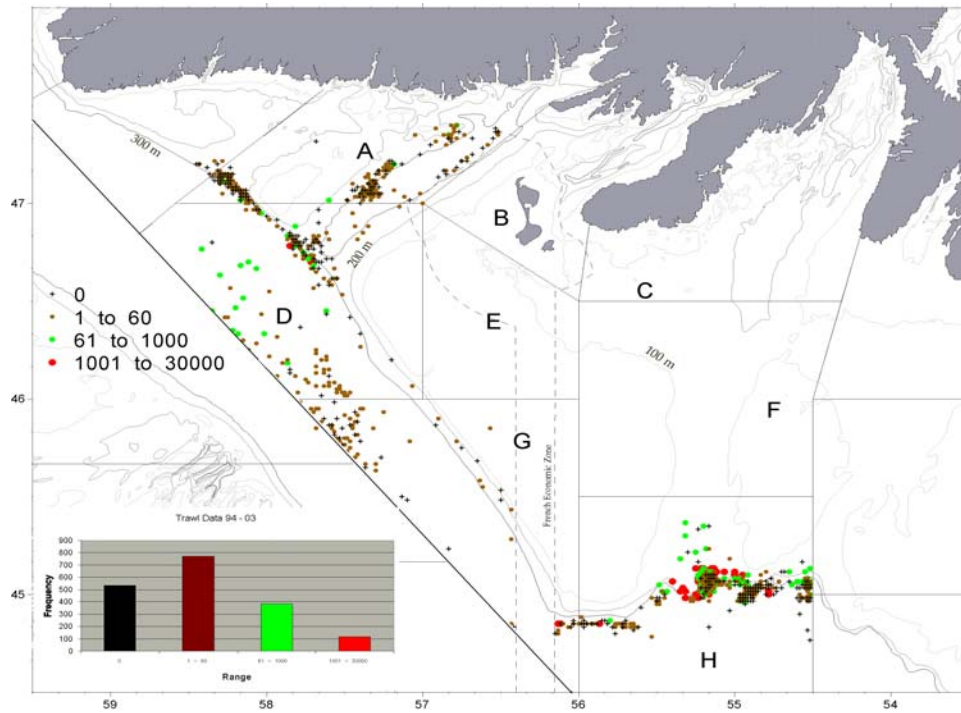 300 m
A
47
B
200 m
C
0
1 to 60
61 to 1000
1001 to 30000
D
E
100 m
46
F
G
French Economic Zone
Trawl Data 94 - 03
900
800
700
600
500
400
300
200
100
0
Frequency
0
1 - 60
61 - 1000
1001 - 30000
Range
45
H
59
58
57
56
55
54